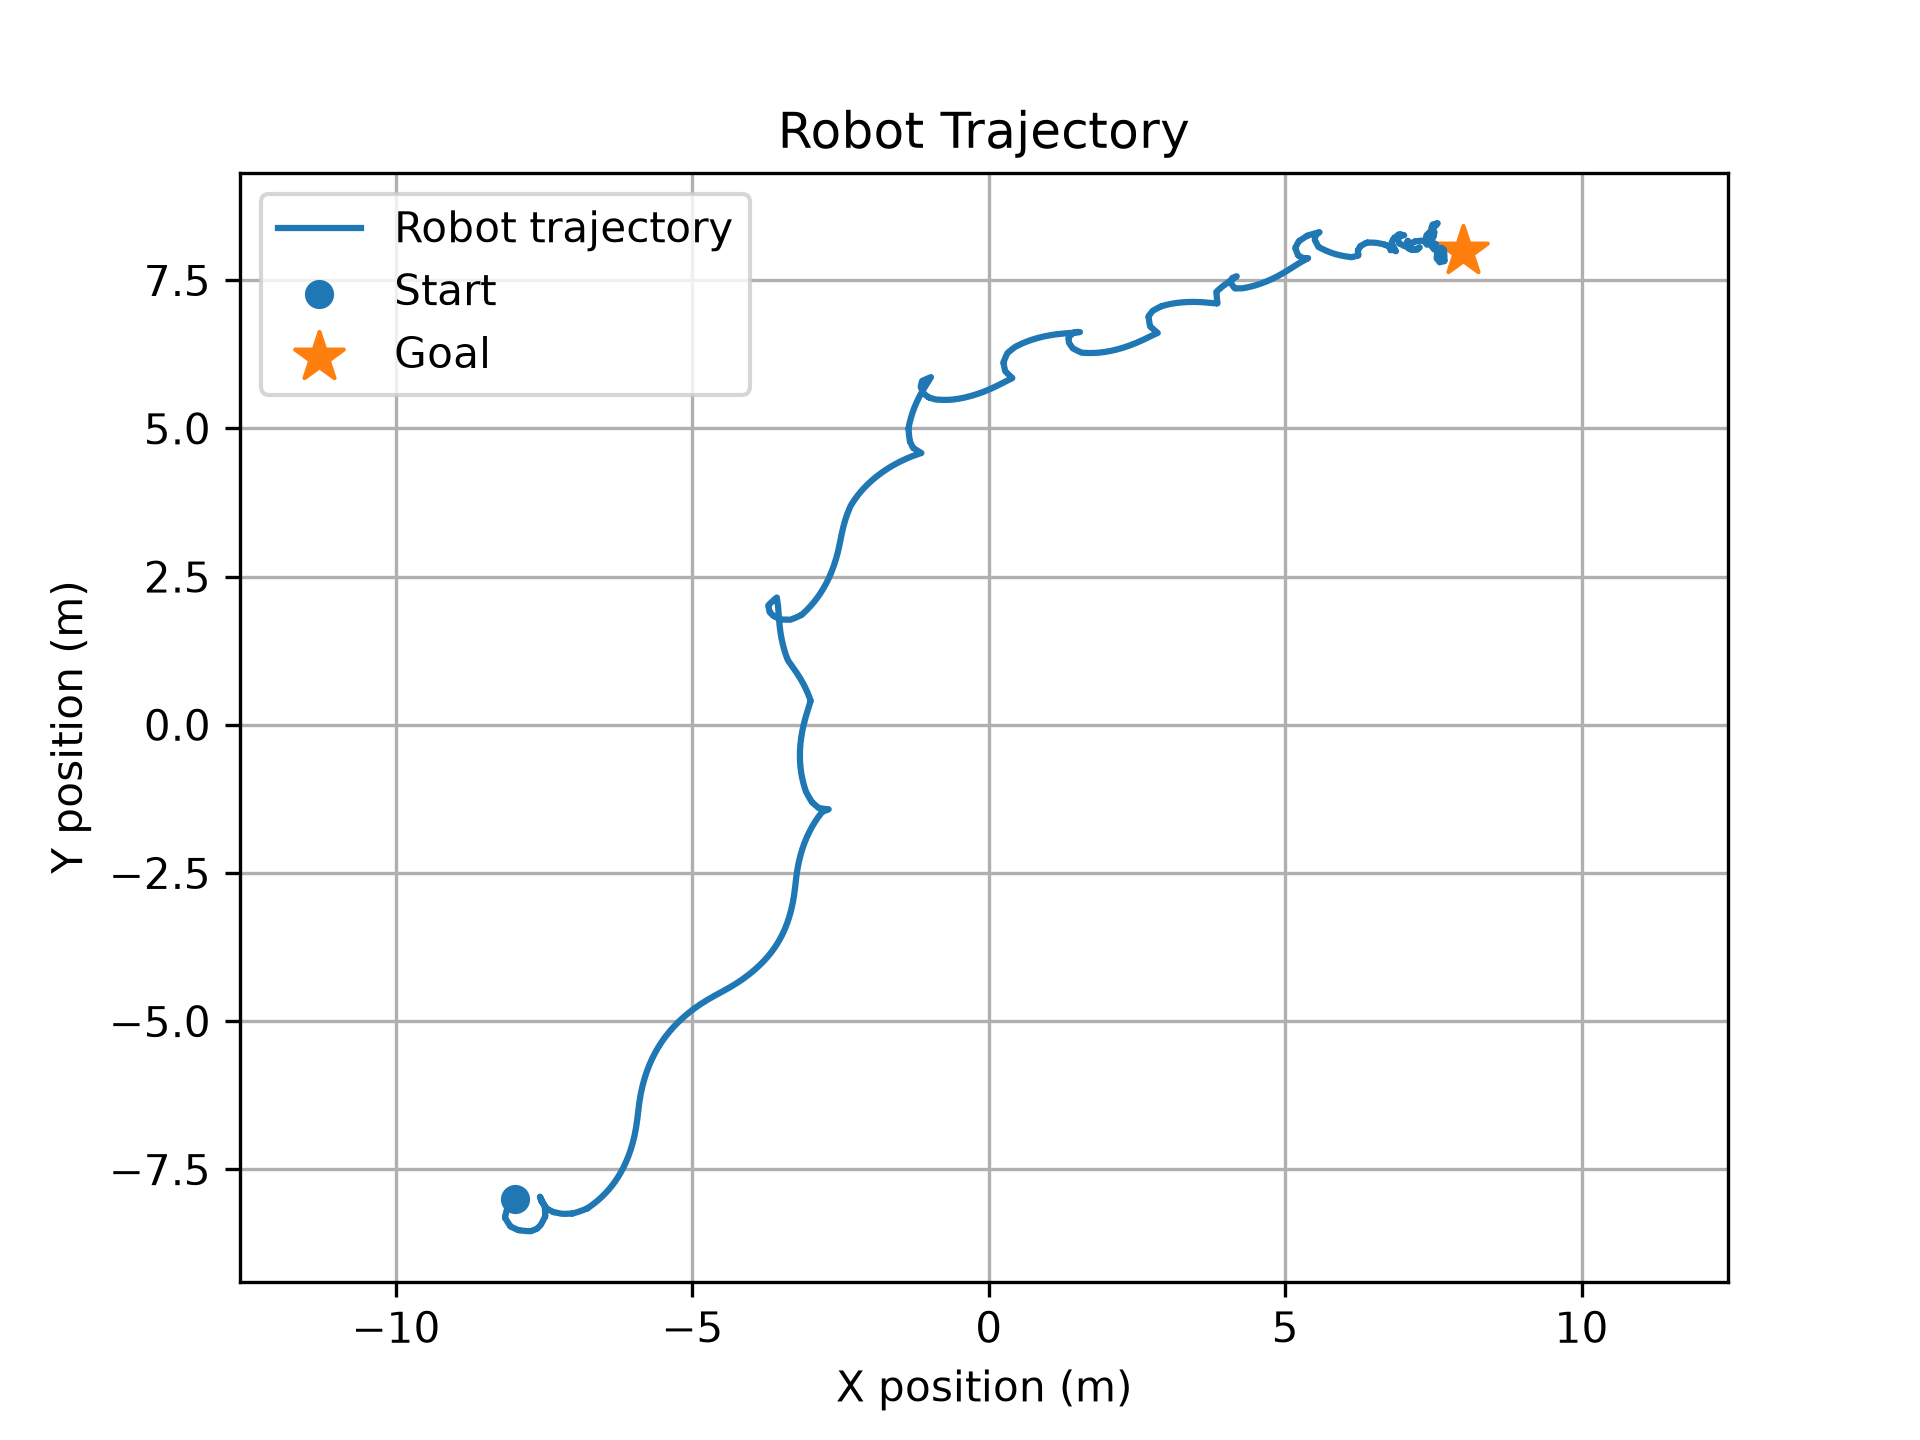 Robot Trajectory
Robot trajectory
Start
Goal
7.5
5.0
2.5
0.0
−2.5
−5.0
−7.5
Y position (m)
−10 −5 0 5 10
X position (m)